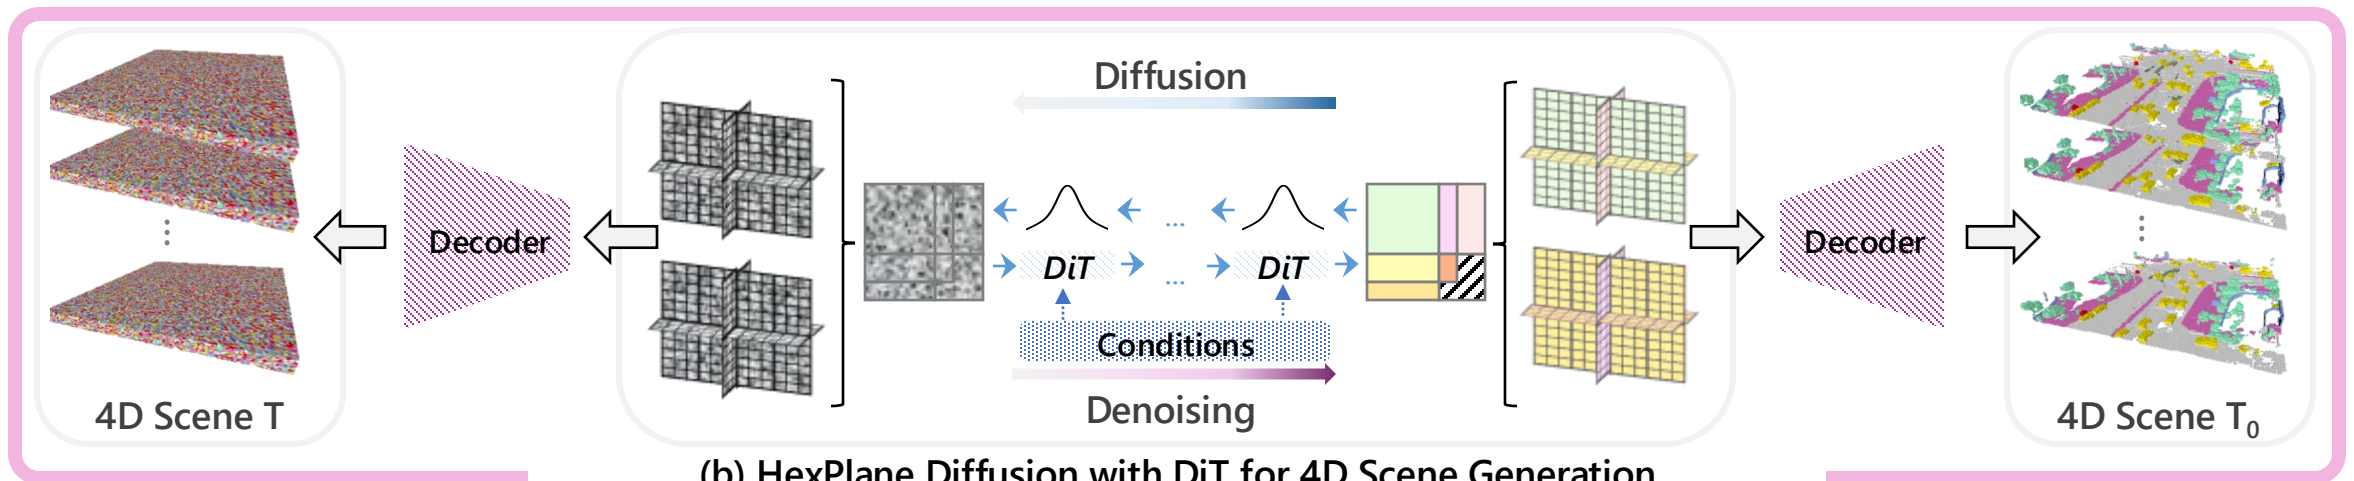 Diffusion
Decoder
DiT
...
DiT
...
Conditions
Denoising
Decoder
4D Scene T
4D Scene T₀
(b) HexPlane Diffusion with DiT for 4D Scene Generation